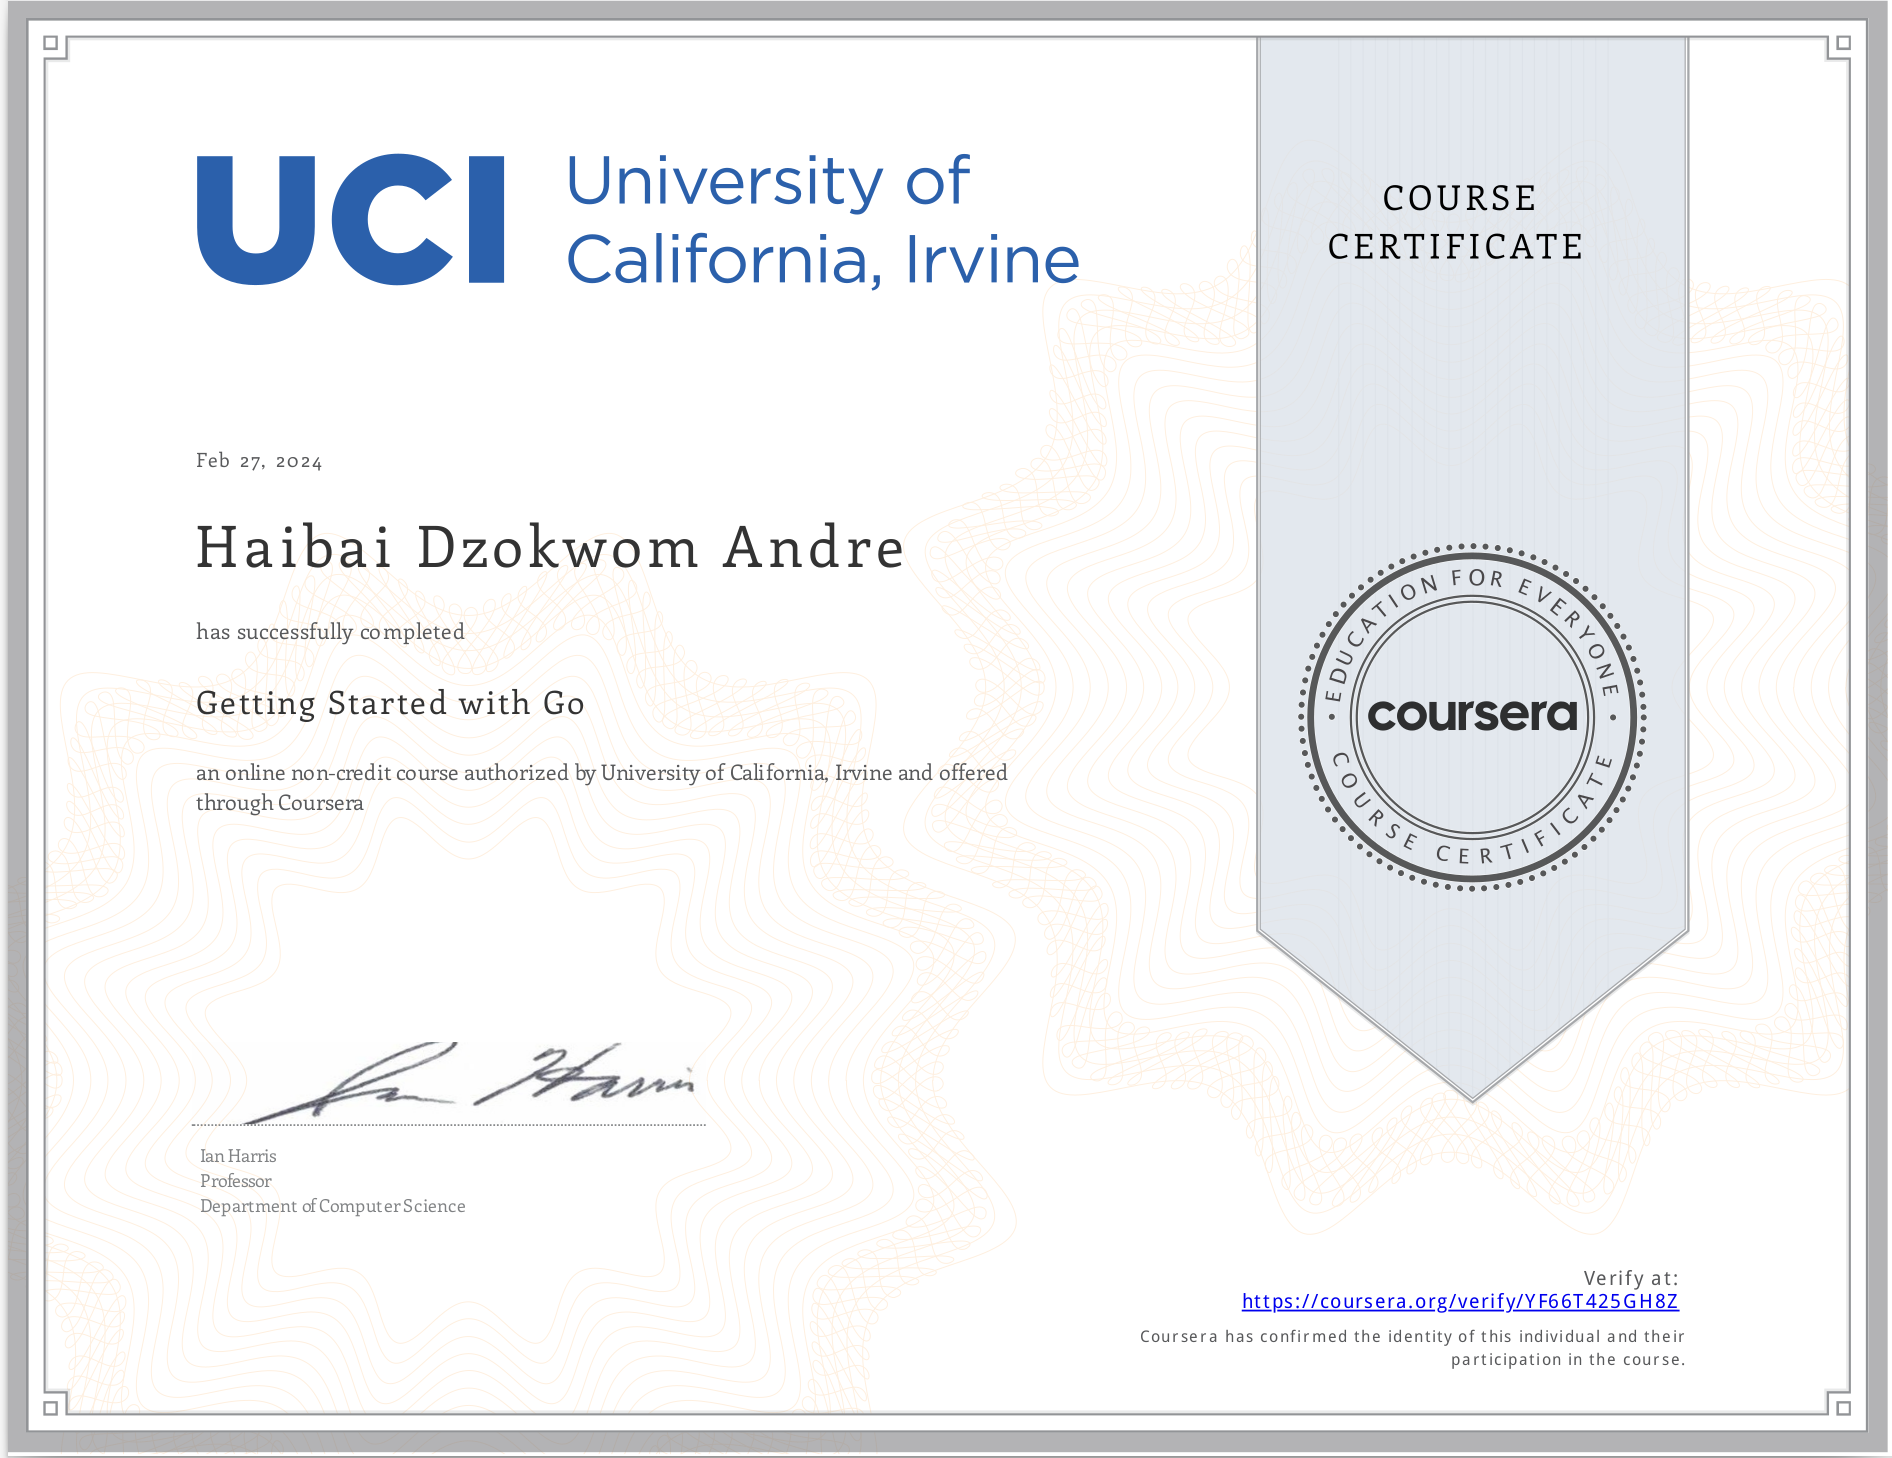 UCI
University of
California, Irvine
COURSE
CERTIFICATE
Feb 27, 2024
Haibai Dzokwom Andre
has successfully completed
Getting Started with Go
an online non-credit course authorized by University of California, Irvine and offered
through Coursera
EDUCATION FOR EVERYONE
coursera
COURSE CERTIFICATE
Ian Harris
Ian Harris
Professor
Department of Computer Science
Verify at:
https://coursera.org/verify/YF66T425GH8Z
Coursera has confirmed the identity of this individual and their
participation in the course.